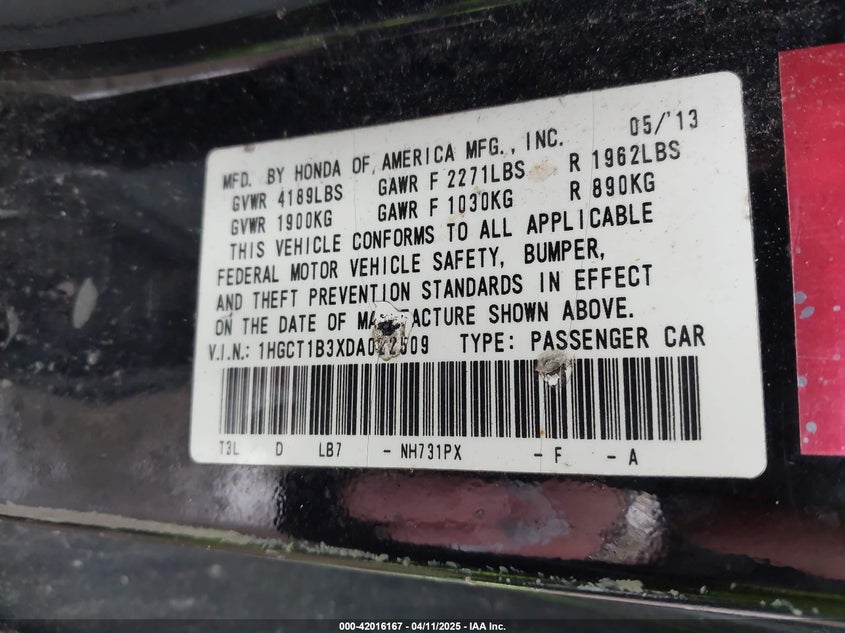 05/'13
MFD. BY HONDA OF AMERICA MFG., INC.
GVWR 4189LBS GAWR F 2271LBS R 1962LBS
GVWR 1900KG GAWR F 1030KG R 890KG
THIS VEHICLE CONFORMS TO ALL APPLICABLE
FEDERAL MOTOR VEHICLE SAFETY, BUMPER,
AND THEFT PREVENTION STANDARDS IN EFFECT
ON THE DATE OF SHOWN ABOVE.
V.I.N.: TYPE: PASSENGER CAR
T3L D LB7 - NH731PX - F - A
000-42016167 - 04/11/2025 - IAA Inc.